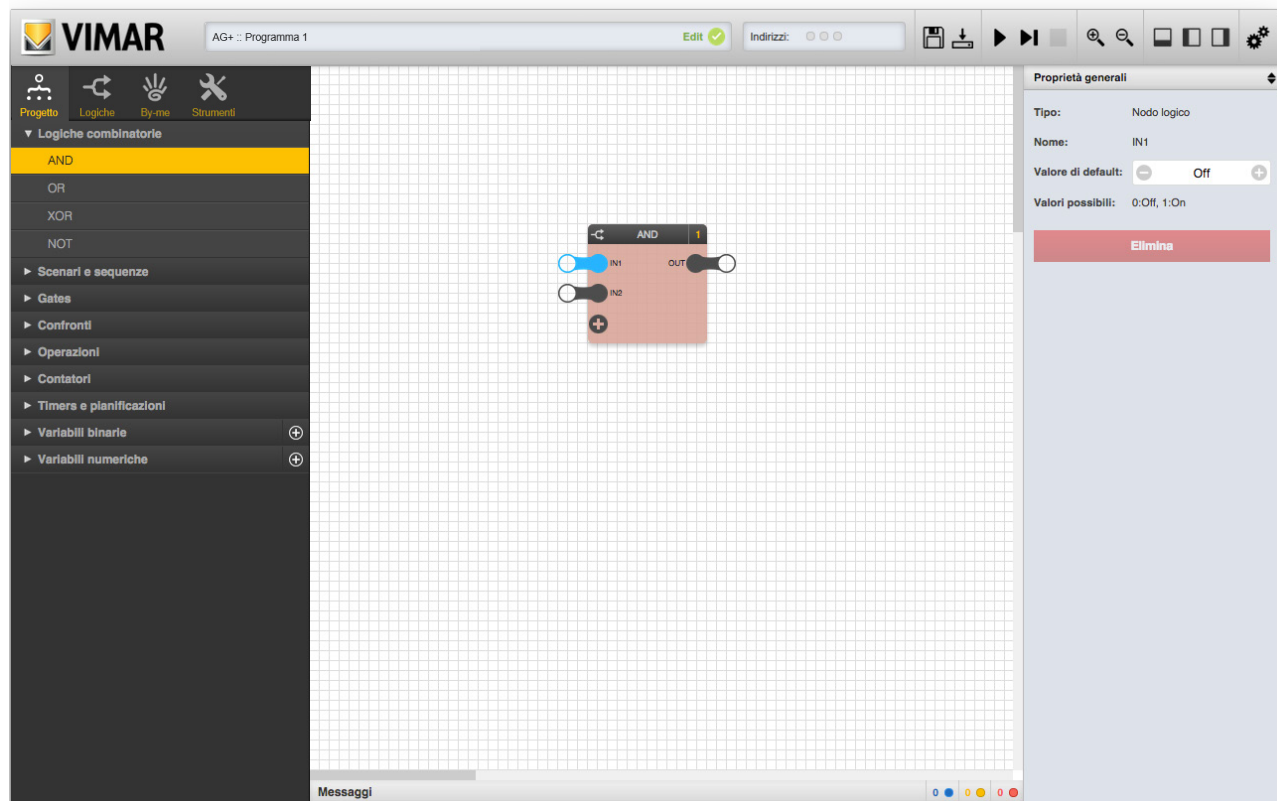 VIMAR
AG+ :: Programma 1
Edit
Indirizzi:
Progetto
Logiche
By-me
Strumenti
Logiche combinatorie
AND
OR
XOR
NOT
Scenari e sequenze
Gates
Confronti
Operazioni
Contatori
Timers e pianificazioni
Variabili binarie
Variabili numeriche
AND 1
IN1 OUT
IN2
Messaggi
0 0 0
Proprietà generali
Tipo: Nodo logico
Nome: IN1
Valore di default: Off
Valori possibili: 0:Off, 1:On
Elimina